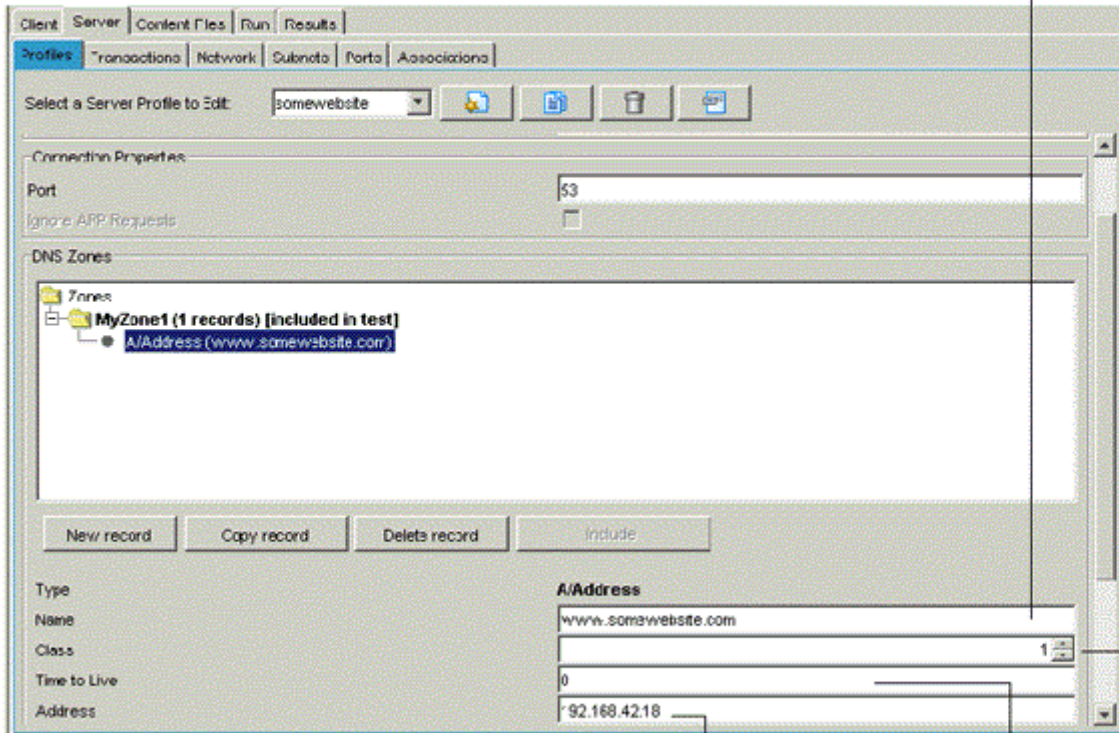 Client Server Content Files Run Results
Profiles Transactions Network Subnets Ports Associations
Select a Server Profile to Edit: somewebsite
Connection Properties
Port 53
Ignore ARP Requests
DNS Zones
Zones
MyZone1 (1 records) [included in test]
A/Address (www.somewebsite.com)
New record Copy record Delete record Include
Type A/Address
Name www.somewebsite.com
Class 1
Time to Live 0
Address 192.168.42.18